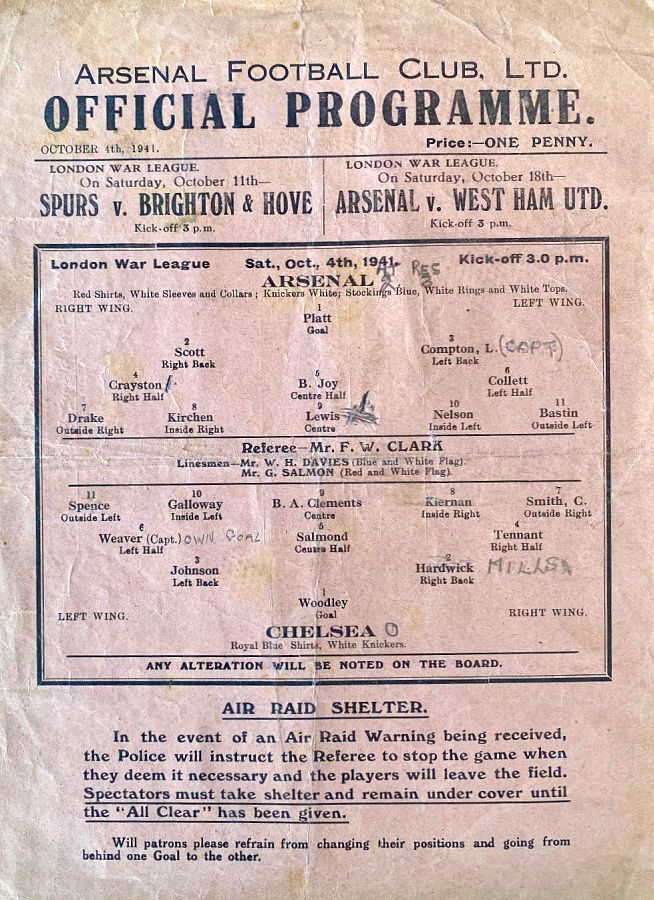 ARSENAL FOOTBALL CLUB, LTD.
OFFICIAL PROGRAMME.
OCTOBER 4th, 1941. Price:—ONE PENNY.
LONDON WAR LEAGUE.
On Saturday, October 11th—
SPURS v. BRIGHTON & HOVE
Kick-off 3 p.m.
LONDON WAR LEAGUE.
On Saturday, October 18th—
ARSENAL v. WEST HAM UTD.
Kick-off 3 p.m.
London War League Sat., Oct., 4th, 1941. Kick-off 3.0 p.m.
HT RES
ARSENAL 3
Red Shirts, White Sleeves and Collars; Knickers White; Stockings Blue, White Rings and White Tops.
RIGHT WING. LEFT WING.
1
Platt
Goal
2 3
Scott Compton, L. (CAPT)
Right Back Left Back
4 5 6
Crayston B. Joy Collett
Right Half Centre Half Left Half
7 8 9 10 11
Drake Kirchen Lewis Nelson Bastin
Outside Right Inside Right Centre Inside Left Outside Left
Referee—Mr. F. W. CLARK
Linesmen—Mr. W. H. DAVIES (Blue and White Flag).
Mr. G. SALMON (Red and White Flag).
11 10 9 8 7
Spence Galloway B. A. Clements Kiernan Smith, C.
Outside Left Inside Left Centre Inside Right Outside Right
6 5 4
Weaver (Capt.) OWN GOAL Salmond Tennant
Left Half Centre Half Right Half
3 2
Johnson Hardwick MILLS
Left Back Right Back
1
Woodley
Goal
LEFT WING. RIGHT WING.
CHELSEA 0
Royal Blue Shirts, White Knickers.
ANY ALTERATION WILL BE NOTED ON THE BOARD.
AIR RAID SHELTER.
In the event of an Air Raid Warning being received,
the Police will instruct the Referee to stop the game when
they deem it necessary and the players will leave the field.
Spectators must take shelter and remain under cover until
the "All Clear" has been given.
Will patrons please refrain from changing their positions and going from
behind one Goal to the other.